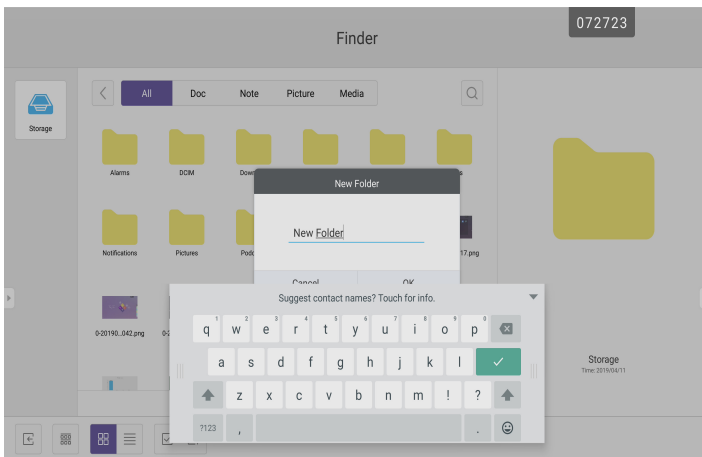 072723
Finder
All Doc Note Picture Media
Storage
Alarms DCIM
New Folder
Notifications Pictures
New Folder
17.png
Cancel OK
Suggest contact names? Touch for info.
0-20190...042.png
1 2 3 4 5 6 7 8 9 0
q w e r t y u i o p
a s d f g h j k l
z x c v b n m ! ?
?123 , .
Storage
Time: 2019/04/11